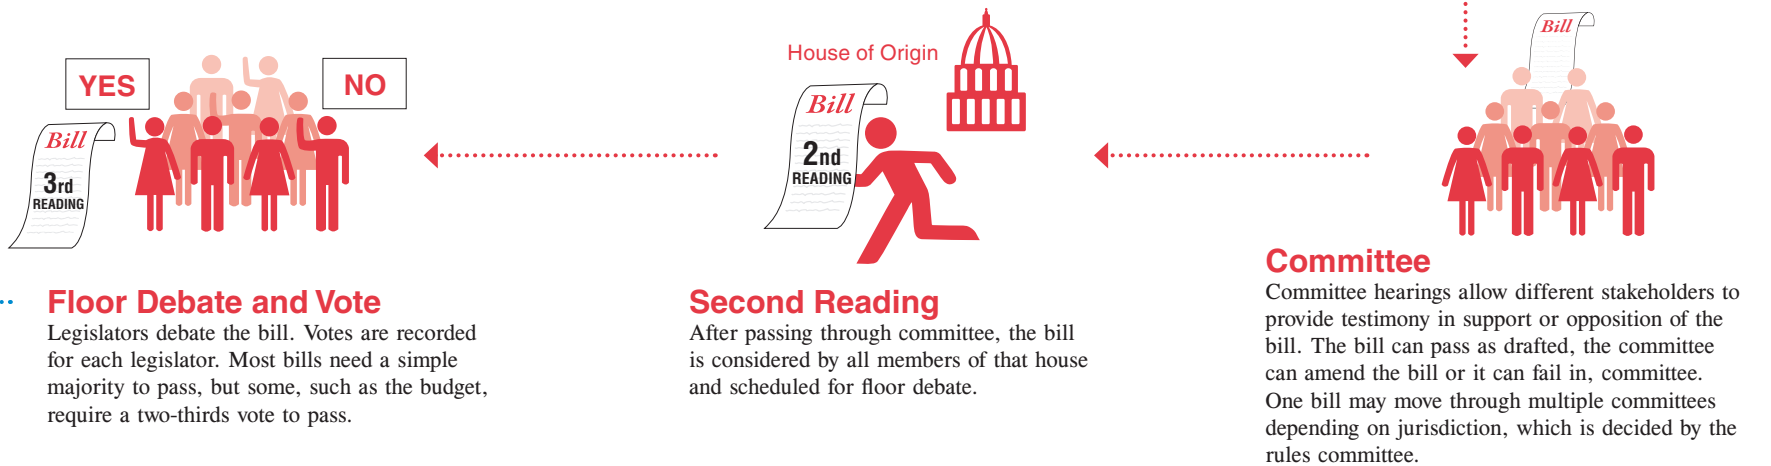 YES
NO
Bill
3rd
READING
Floor Debate and Vote
Legislators debate the bill. Votes are recorded
for each legislator. Most bills need a simple
majority to pass, but some, such as the budget,
require a two-thirds vote to pass.
House of Origin
Bill
2nd
READING
Second Reading
After passing through committee, the bill
is considered by all members of that house
and scheduled for floor debate.
Bill
Committee
Committee hearings allow different stakeholders to
provide testimony in support or opposition of the
bill. The bill can pass as drafted, the committee
can amend the bill or it can fail in, committee.
One bill may move through multiple committees
depending on jurisdiction, which is decided by the
rules committee.